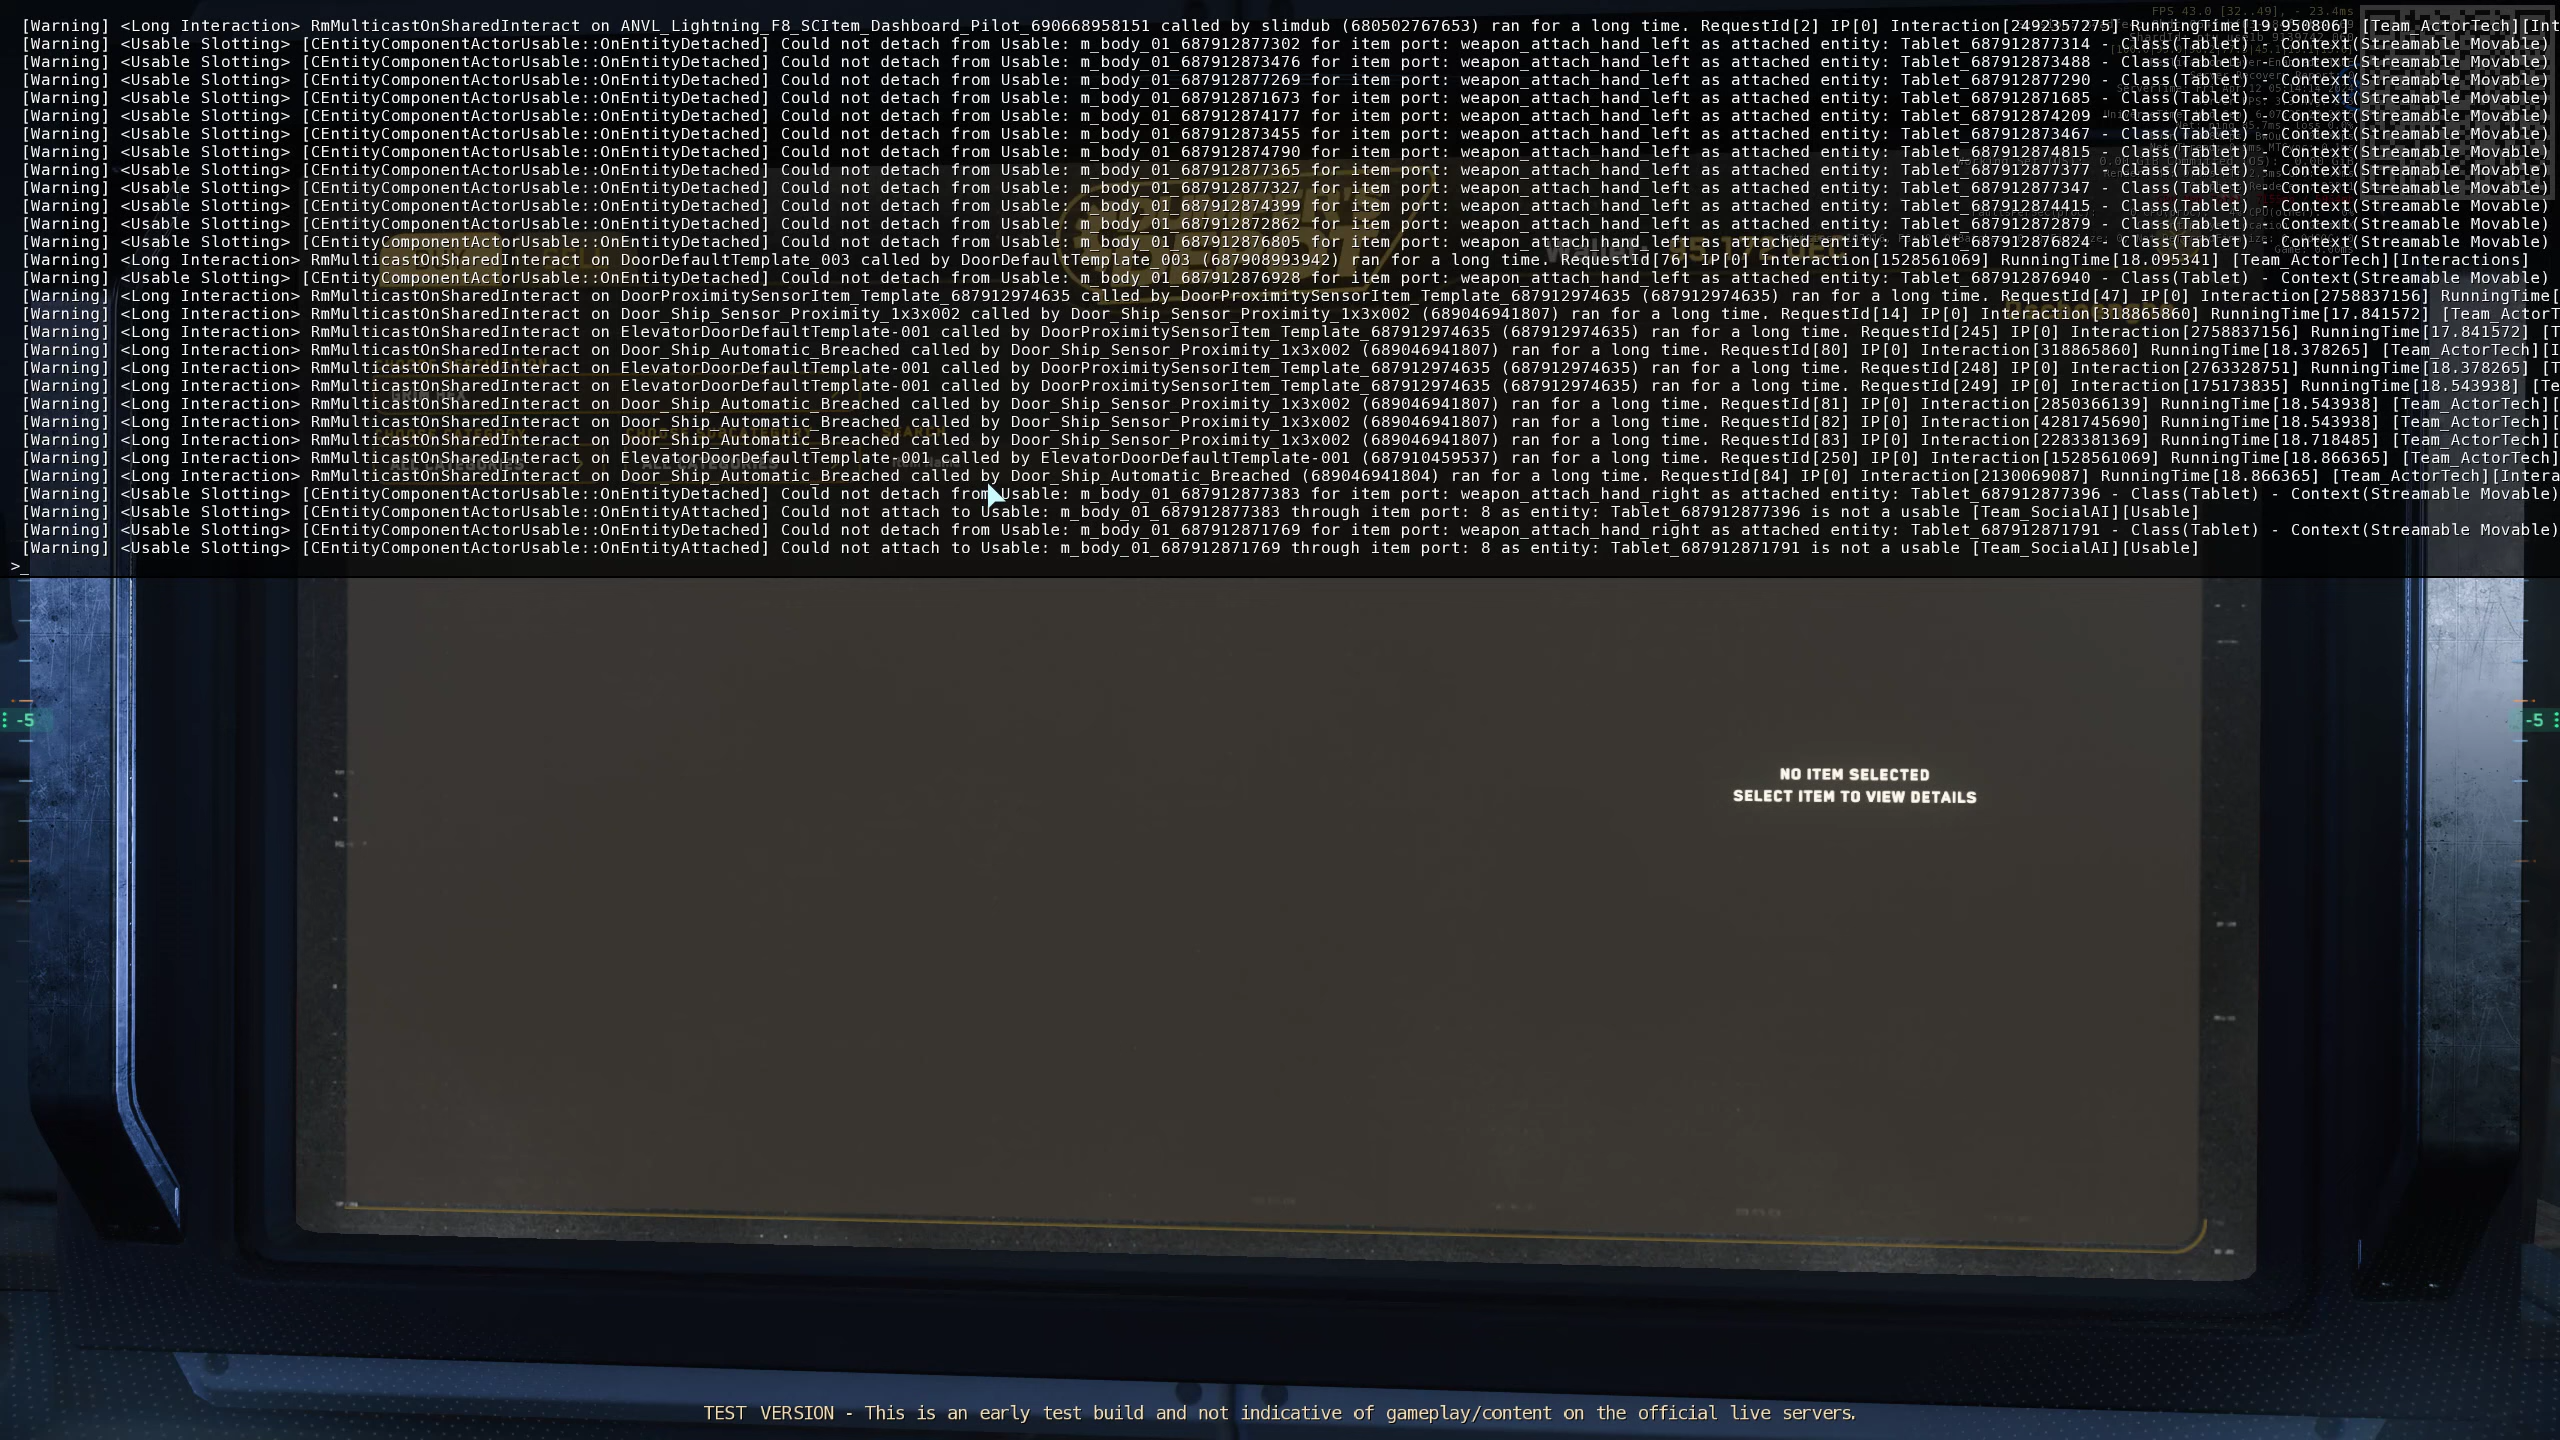 [Warning] <Long Interaction> RmMulticastOnSharedInteract on ANVL_Lightning_F8_SCItem_Dashboard_Pilot_690668958151 called by slimdub (680502767653) ran for a long time. RequestId[2] IP[0] Interaction[2492357275] RunningTime[19.950806] [Team_ActorTech][Int
[Warning] <Usable Slotting> [CEntityComponentActorUsable::OnEntityDetached] Could not detach from Usable: m_body_01_687912877302 for item port: weapon_attach_hand_left as attached entity: Tablet_687912877314 - Class(Tablet) - Context(Streamable Movable)
[Warning] <Usable Slotting> [CEntityComponentActorUsable::OnEntityDetached] Could not detach from Usable: m_body_01_687912873476 for item port: weapon_attach_hand_left as attached entity: Tablet_687912873488 - Class(Tablet) - Context(Streamable Movable)
[Warning] <Usable Slotting> [CEntityComponentActorUsable::OnEntityDetached] Could not detach from Usable: m_body_01_687912877269 for item port: weapon_attach_hand_left as attached entity: Tablet_687912877290 - Class(Tablet) - Context(Streamable Movable)
[Warning] <Usable Slotting> [CEntityComponentActorUsable::OnEntityDetached] Could not detach from Usable: m_body_01_687912871673 for item port: weapon_attach_hand_left as attached entity: Tablet_687912871685 - Class(Tablet) - Context(Streamable Movable)
[Warning] <Usable Slotting> [CEntityComponentActorUsable::OnEntityDetached] Could not detach from Usable: m_body_01_687912874177 for item port: weapon_attach_hand_left as attached entity: Tablet_687912874209 - Class(Tablet) - Context(Streamable Movable)
[Warning] <Usable Slotting> [CEntityComponentActorUsable::OnEntityDetached] Could not detach from Usable: m_body_01_687912873455 for item port: weapon_attach_hand_left as attached entity: Tablet_687912873467 - Class(Tablet) - Context(Streamable Movable)
[Warning] <Usable Slotting> [CEntityComponentActorUsable::OnEntityDetached] Could not detach from Usable: m_body_01_687912874790 for item port: weapon_attach_hand_left as attached entity: Tablet_687912874815 - Class(Tablet) - Context(Streamable Movable)
[Warning] <Usable Slotting> [CEntityComponentActorUsable::OnEntityDetached] Could not detach from Usable: m_body_01_687912877365 for item port: weapon_attach_hand_left as attached entity: Tablet_687912877377 - Class(Tablet) - Context(Streamable Movable)
[Warning] <Usable Slotting> [CEntityComponentActorUsable::OnEntityDetached] Could not detach from Usable: m_body_01_687912877327 for item port: weapon_attach_hand_left as attached entity: Tablet_687912877347 - Class(Tablet) - Context(Streamable Movable)
[Warning] <Usable Slotting> [CEntityComponentActorUsable::OnEntityDetached] Could not detach from Usable: m_body_01_687912874399 for item port: weapon_attach_hand_left as attached entity: Tablet_687912874415 - Class(Tablet) - Context(Streamable Movable)
[Warning] <Usable Slotting> [CEntityComponentActorUsable::OnEntityDetached] Could not detach from Usable: m_body_01_687912872862 for item port: weapon_attach_hand_left as attached entity: Tablet_687912872879 - Class(Tablet) - Context(Streamable Movable)
[Warning] <Usable Slotting> [CEntityComponentActorUsable::OnEntityDetached] Could not detach from Usable: m_body_01_687912876805 for item port: weapon_attach_hand_left as attached entity: Tablet_687912876824 - Class(Tablet) - Context(Streamable Movable)
[Warning] <Long Interaction> RmMulticastOnSharedInteract on DoorDefaultTemplate_003 called by DoorDefaultTemplate_003 (687908993942) ran for a long time. RequestId[76] IP[0] Interaction[1528561069] RunningTime[18.095341] [Team_ActorTech][Interactions]
[Warning] <Usable Slotting> [CEntityComponentActorUsable::OnEntityDetached] Could not detach from Usable: m_body_01_687912876928 for item port: weapon_attach_hand_left as attached entity: Tablet_687912876940 - Class(Tablet) - Context(Streamable Movable)
[Warning] <Long Interaction> RmMulticastOnSharedInteract on DoorProximitySensorItem_Template_687912974635 called by DoorProximitySensorItem_Template_687912974635 (687912974635) ran for a long time. RequestId[47] IP[0] Interaction[2758837156] RunningTime[
[Warning] <Long Interaction> RmMulticastOnSharedInteract on Door_Ship_Sensor_Proximity_1x3x002 called by Door_Ship_Sensor_Proximity_1x3x002 (689046941807) ran for a long time. RequestId[14] IP[0] Interaction[318865860] RunningTime[17.841572] [Team_ActorT
[Warning] <Long Interaction> RmMulticastOnSharedInteract on ElevatorDoorDefaultTemplate-001 called by DoorProximitySensorItem_Template_687912974635 (687912974635) ran for a long time. RequestId[245] IP[0] Interaction[2758837156] RunningTime[17.841572] [T
[Warning] <Long Interaction> RmMulticastOnSharedInteract on Door_Ship_Automatic_Breached called by Door_Ship_Sensor_Proximity_1x3x002 (689046941807) ran for a long time. RequestId[80] IP[0] Interaction[318865860] RunningTime[18.378265] [Team_ActorTech][I
[Warning] <Long Interaction> RmMulticastOnSharedInteract on ElevatorDoorDefaultTemplate-001 called by DoorProximitySensorItem_Template_687912974635 (687912974635) ran for a long time. RequestId[248] IP[0] Interaction[2763328751] RunningTime[18.378265] [T
[Warning] <Long Interaction> RmMulticastOnSharedInteract on ElevatorDoorDefaultTemplate-001 called by DoorProximitySensorItem_Template_687912974635 (687912974635) ran for a long time. RequestId[249] IP[0] Interaction[175173835] RunningTime[18.543938] [Te
[Warning] <Long Interaction> RmMulticastOnSharedInteract on Door_Ship_Automatic_Breached called by Door_Ship_Sensor_Proximity_1x3x002 (689046941807) ran for a long time. RequestId[81] IP[0] Interaction[2850366139] RunningTime[18.543938] [Team_ActorTech][
[Warning] <Long Interaction> RmMulticastOnSharedInteract on Door_Ship_Automatic_Breached called by Door_Ship_Sensor_Proximity_1x3x002 (689046941807) ran for a long time. RequestId[82] IP[0] Interaction[4281745690] RunningTime[18.543938] [Team_ActorTech][
[Warning] <Long Interaction> RmMulticastOnSharedInteract on Door_Ship_Automatic_Breached called by Door_Ship_Sensor_Proximity_1x3x002 (689046941807) ran for a long time. RequestId[83] IP[0] Interaction[2283381369] RunningTime[18.718485] [Team_ActorTech][
[Warning] <Long Interaction> RmMulticastOnSharedInteract on ElevatorDoorDefaultTemplate-001 called by ElevatorDoorDefaultTemplate-001 (687910459537) ran for a long time. RequestId[250] IP[0] Interaction[1528561069] RunningTime[18.866365] [Team_ActorTech]
[Warning] <Long Interaction> RmMulticastOnSharedInteract on Door_Ship_Automatic_Breached called by Door_Ship_Automatic_Breached (689046941804) ran for a long time. RequestId[84] IP[0] Interaction[2130069087] RunningTime[18.866365] [Team_ActorTech][Intera
[Warning] <Usable Slotting> [CEntityComponentActorUsable::OnEntityDetached] Could not detach from Usable: m_body_01_687912877383 for item port: weapon_attach_hand_right as attached entity: Tablet_687912877396 - Class(Tablet) - Context(Streamable Movable)
[Warning] <Usable Slotting> [CEntityComponentActorUsable::OnEntityAttached] Could not attach to Usable: m_body_01_687912877383 through item port: 8 as entity: Tablet_687912877396 is not a usable [Team_SocialAI][Usable]
[Warning] <Usable Slotting> [CEntityComponentActorUsable::OnEntityDetached] Could not detach from Usable: m_body_01_687912871769 for item port: weapon_attach_hand_right as attached entity: Tablet_687912871791 - Class(Tablet) - Context(Streamable Movable)
[Warning] <Usable Slotting> [CEntityComponentActorUsable::OnEntityAttached] Could not attach to Usable: m_body_01_687912871769 through item port: 8 as entity: Tablet_687912871791 is not a usable [Team_SocialAI][Usable]
>_
-5
-5
NO ITEM SELECTED
SELECT ITEM TO VIEW DETAILS
TEST VERSION - This is an early test build and not indicative of gameplay/content on the official live servers.